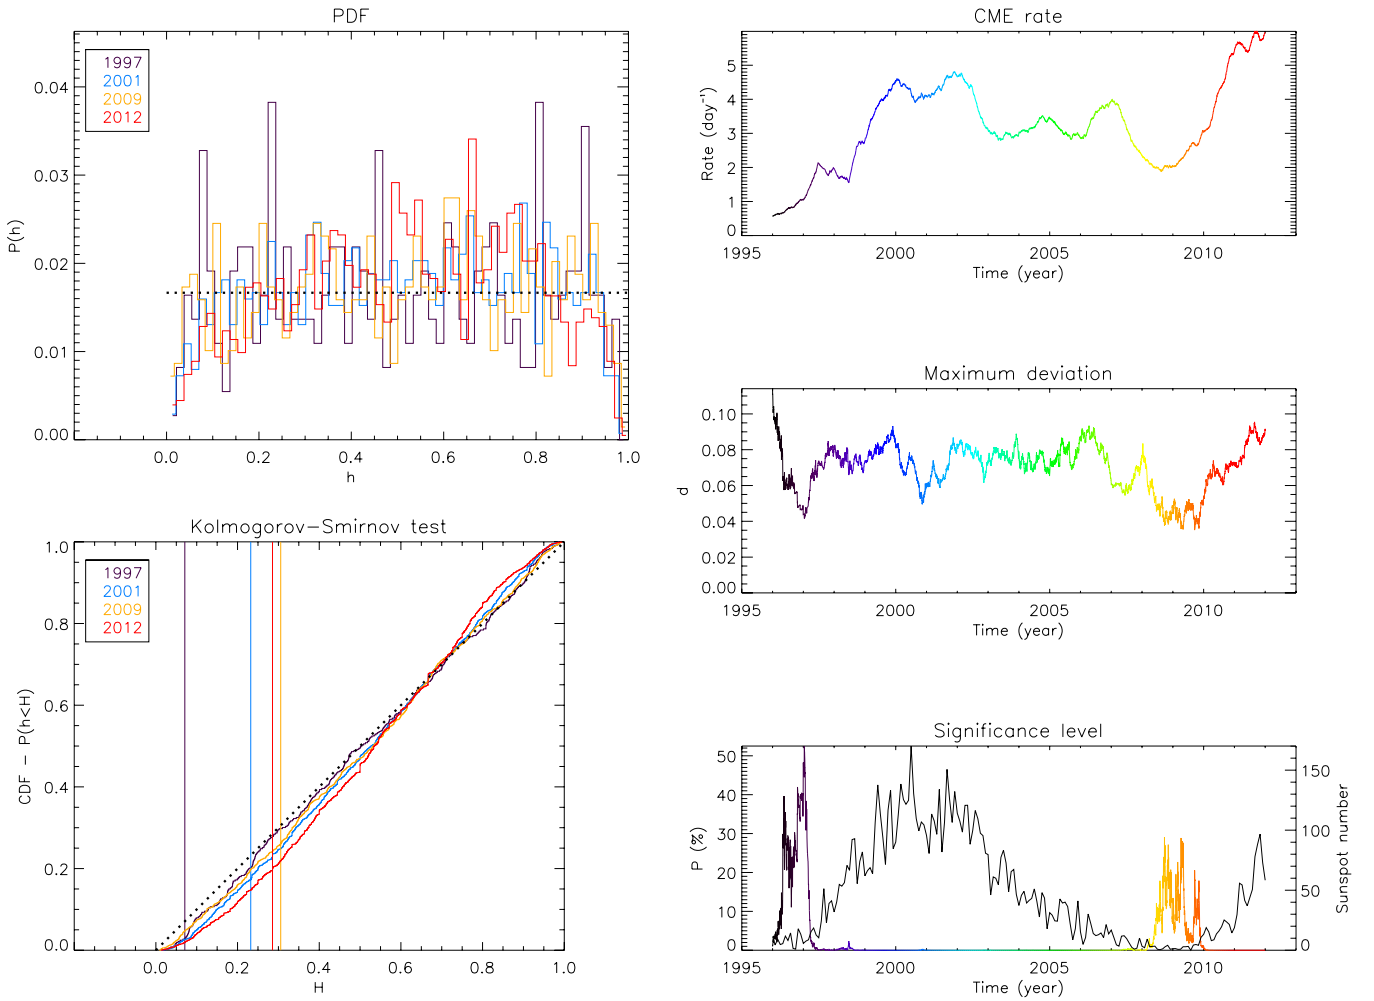 PDF
0.04
0.03
0.02
0.01
0.00
P(h)
1997
2001
2009
2012
0.0 0.2 0.4 0.6 0.8 1.0
h
CME rate
5
4
3
2
1
0
Rate (day⁻¹)
1995 2000 2005 2010
Time (year)
Maximum deviation
0.10
0.08
0.06
0.04
0.02
0.00
d
1995 2000 2005 2010
Time (year)
Kolmogorov-Smirnov test
1.0
0.8
0.6
0.4
0.2
0.0
CDF - P(h<H)
1997
2001
2009
2012
0.0 0.2 0.4 0.6 0.8 1.0
H
Significance level
50
40
30
20
10
0
P (%)
150
100
50
0
Sunspot number
1995 2000 2005 2010
Time (year)